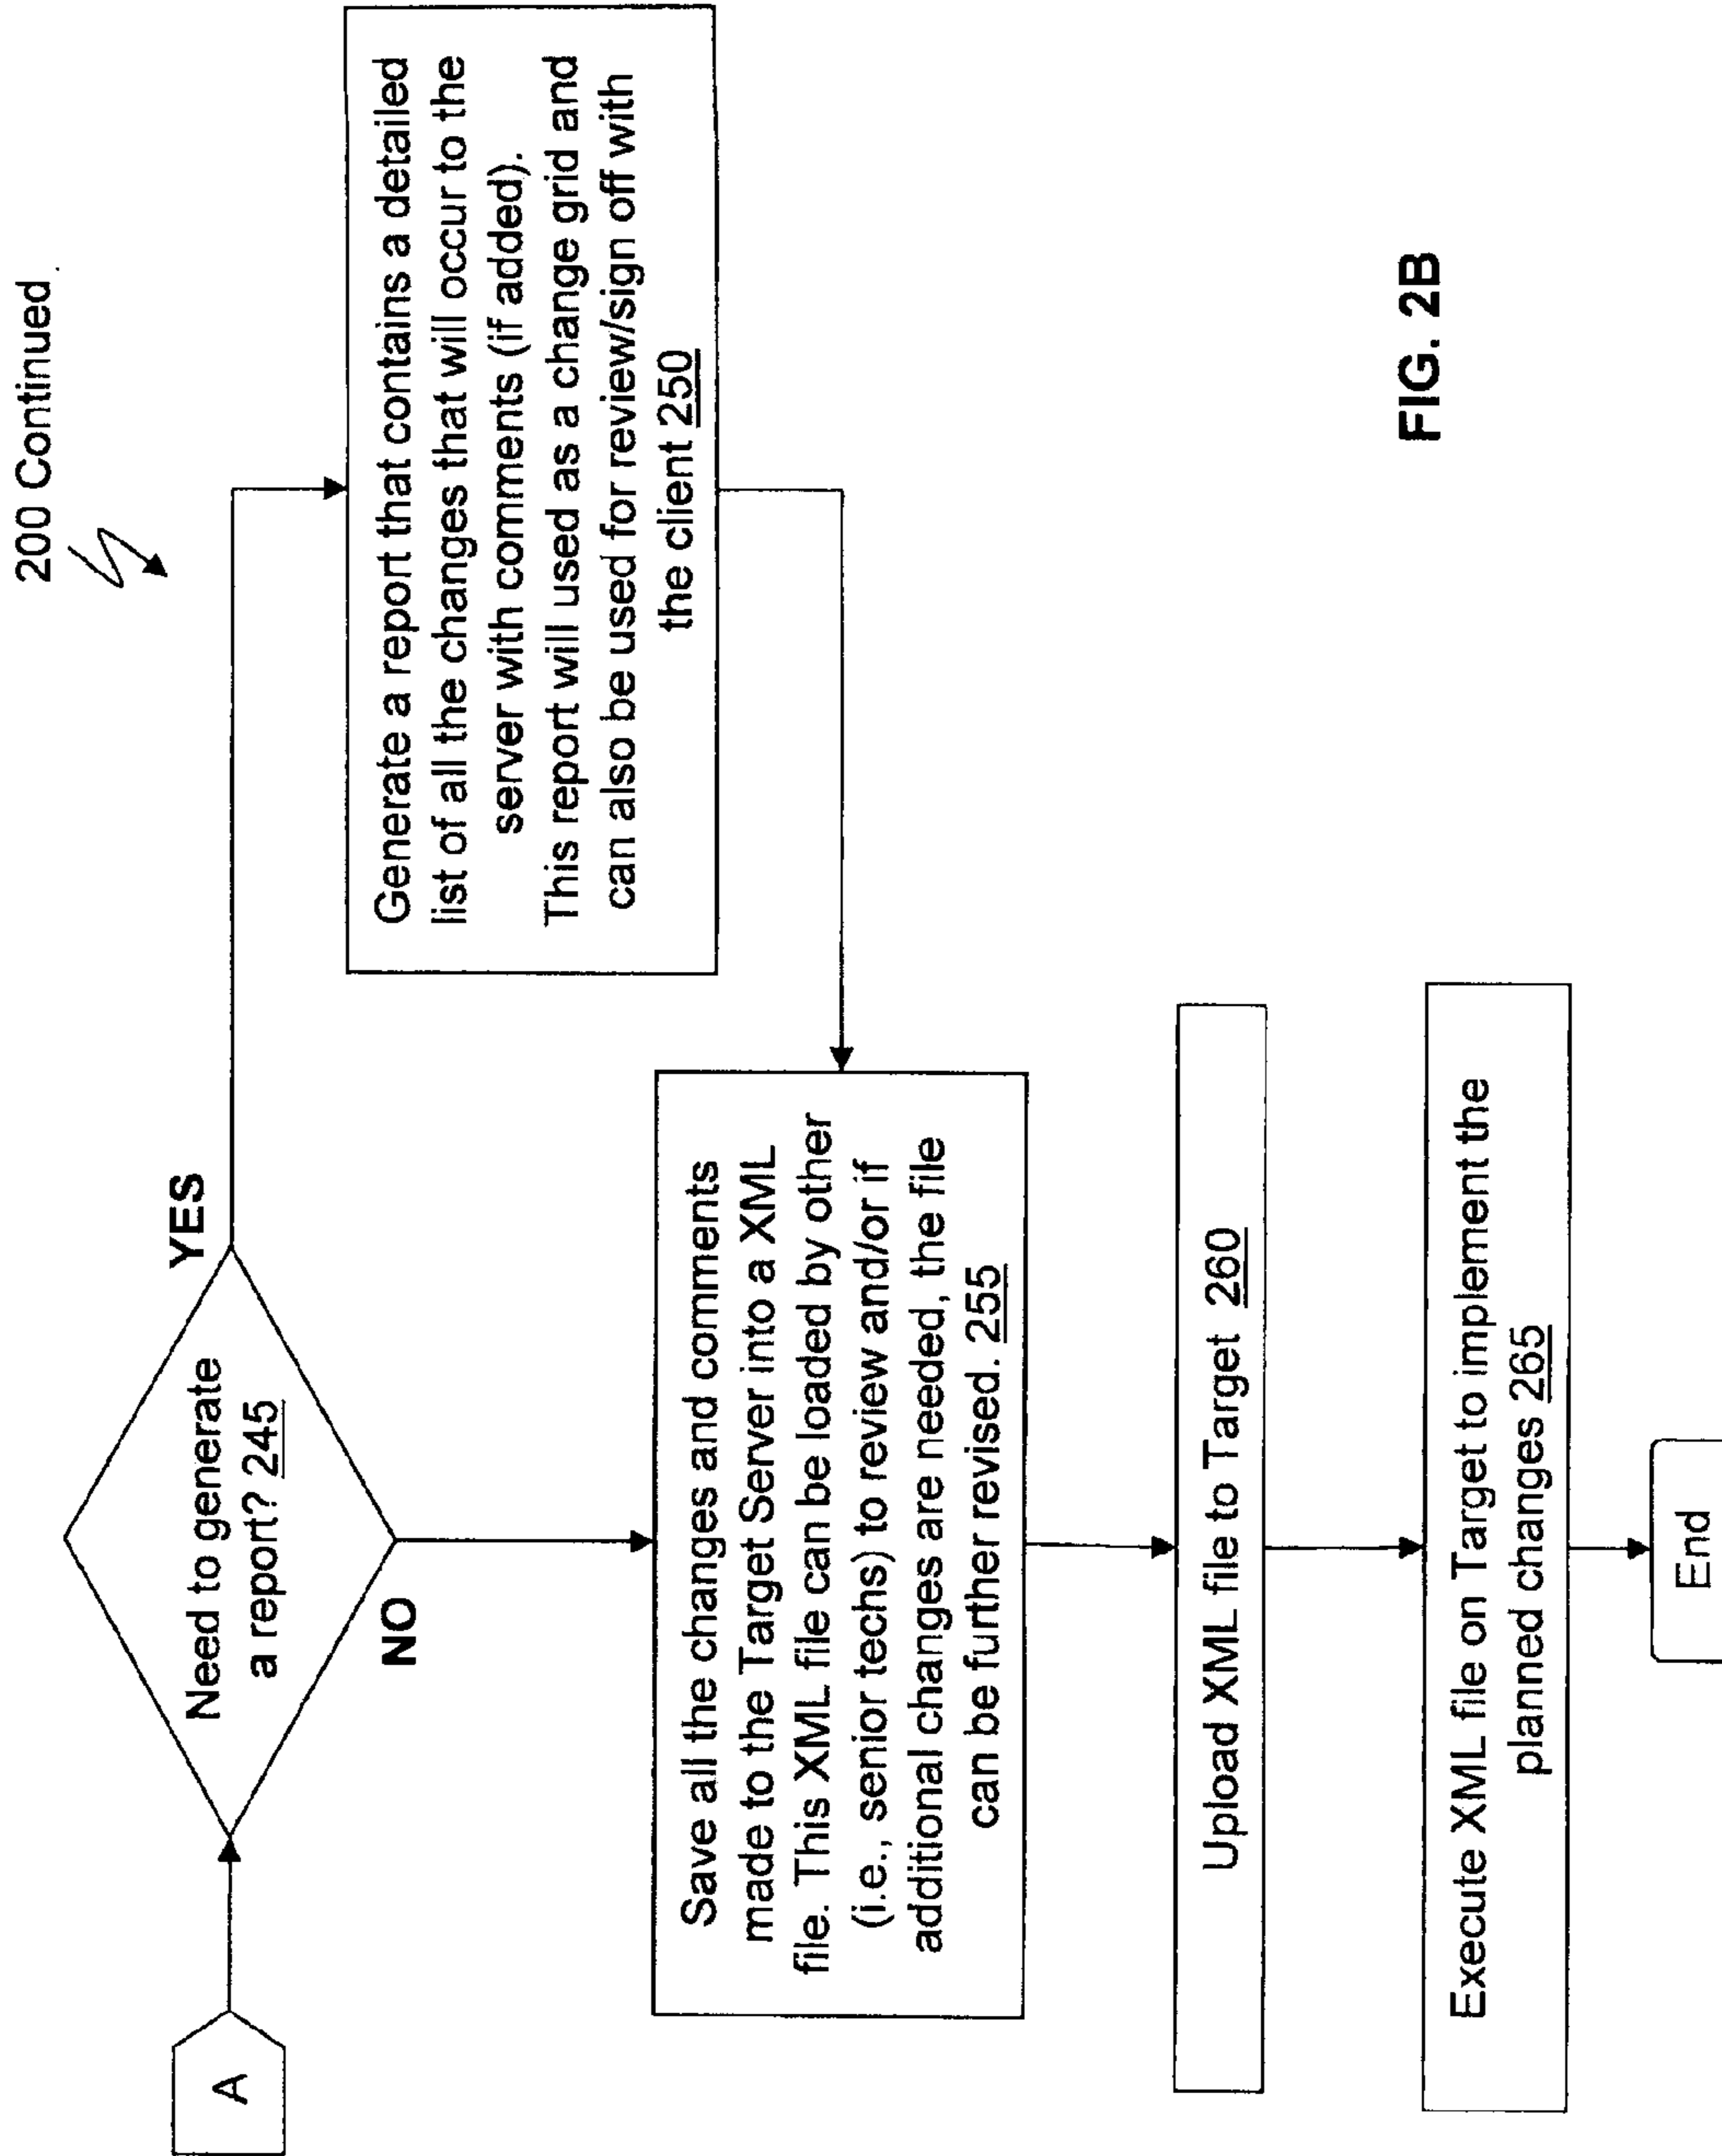 200 Continued
A
Need to generate
a report? 245
YES
NO
Generate a report that contains a detailed
list of all the changes that will occur to the
server with comments (if added).
This report will used as a change grid and
can also be used for review/sign off with
the client 250
Save all the changes and comments
made to the Target Server into a XML
file. This XML file can be loaded by other
(i.e., senior techs) to review and/or if
additional changes are needed, the file
can be further revised. 255
Upload XML file to Target 260
Execute XML file on Target to implement the
planned changes 265
End
FIG. 2B